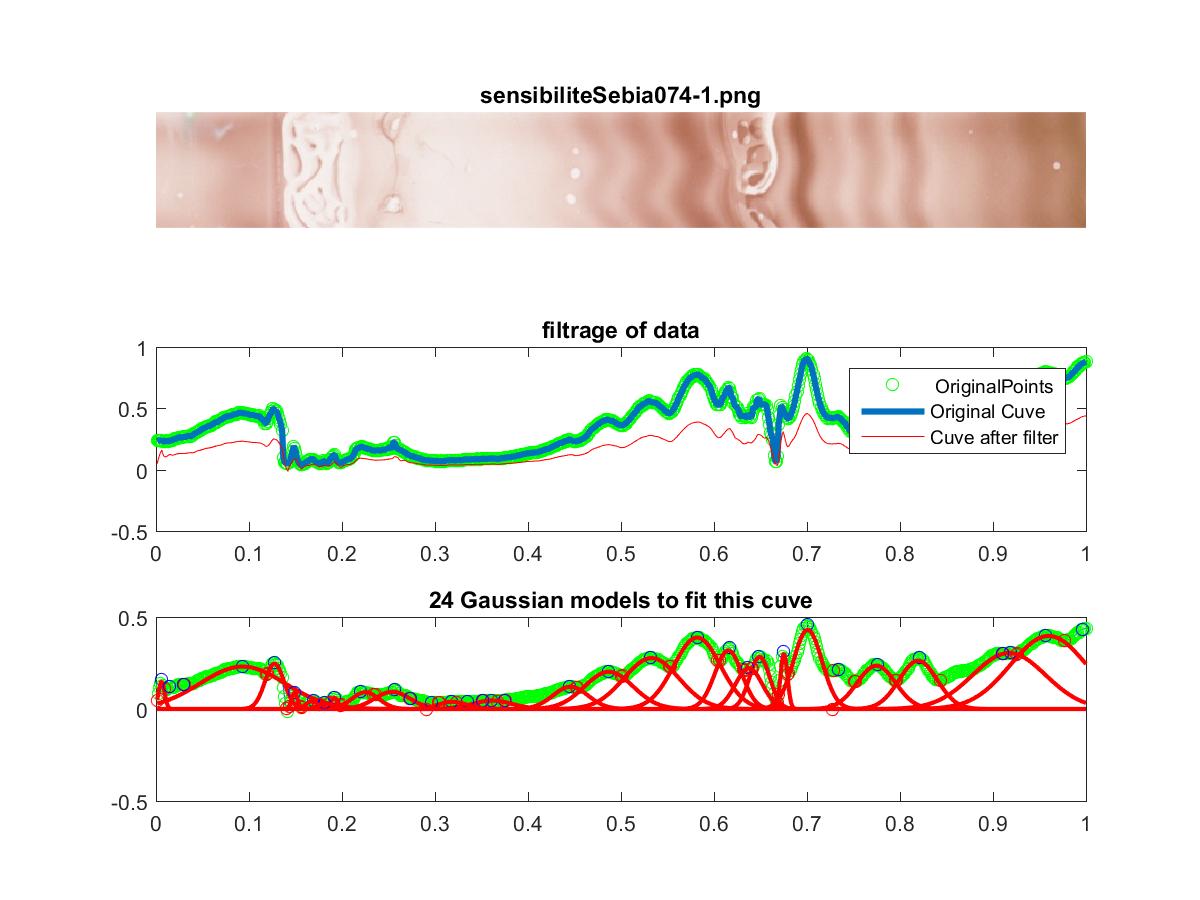 sensibiliteSebia074-1.png
filtrage of data
1
0.5
0
-0.5
OriginalPoints
Original Cuve
Cuve after filter
0 0.1 0.2 0.3 0.4 0.5 0.6 0.7 0.8 0.9 1
24 Gaussian models to fit this cuve
0.5
0
-0.5
0 0.1 0.2 0.3 0.4 0.5 0.6 0.7 0.8 0.9 1